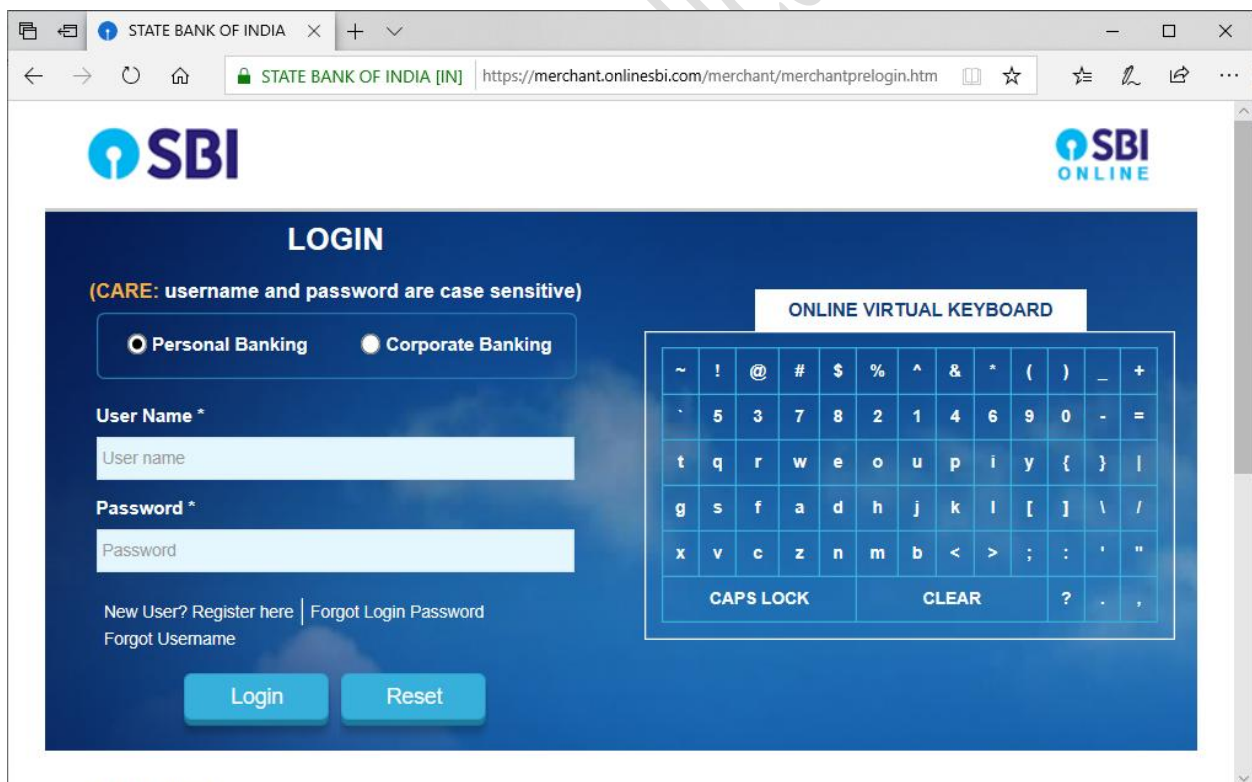 STATE BANK OF INDIA
STATE BANK OF INDIA [IN] https://merchant.onlinesbi.com/merchant/merchantprelogin.htm
SBI
SBI
ONLINE
LOGIN
(CARE: username and password are case sensitive)
Personal Banking Corporate Banking
User Name *
User name
Password *
Password
New User? Register here | Forgot Login Password
Forgot Username
Login Reset
ONLINE VIRTUAL KEYBOARD
~ ! @ # $ % ^ & * ( ) _ +
` 5 3 7 8 2 1 4 6 9 0 - =
t q r w e o u p i y { } |
g s f a d h j k l [ ] \ /
x v c z n m b < > ; : ' "
CAPS LOCK CLEAR ? . ,